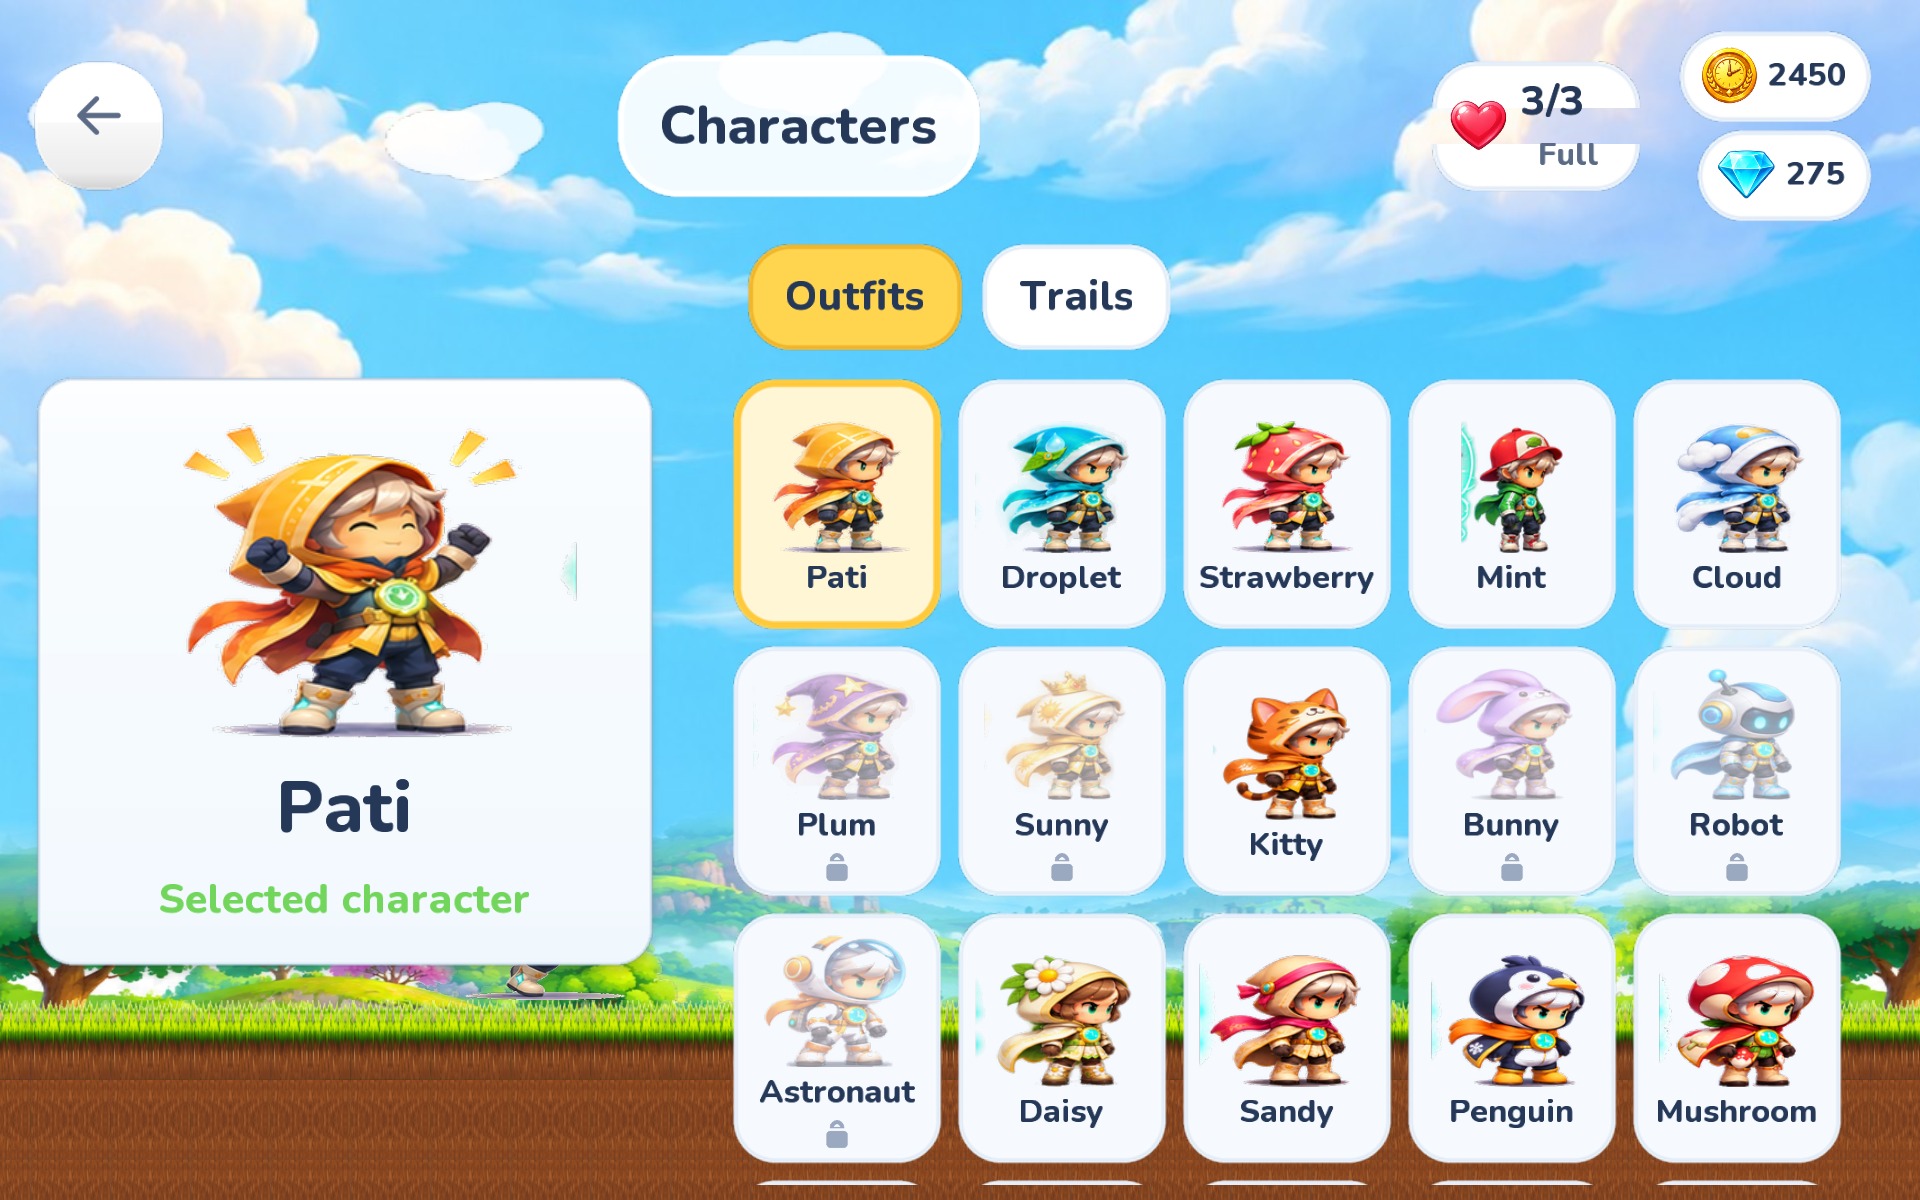 Characters
3/3
Full
2450
275
Outfits
Trails
Pati
Selected character
Pati
Droplet
Strawberry
Mint
Cloud
Plum
Sunny
Kitty
Bunny
Robot
Astronaut
Daisy
Sandy
Penguin
Mushroom